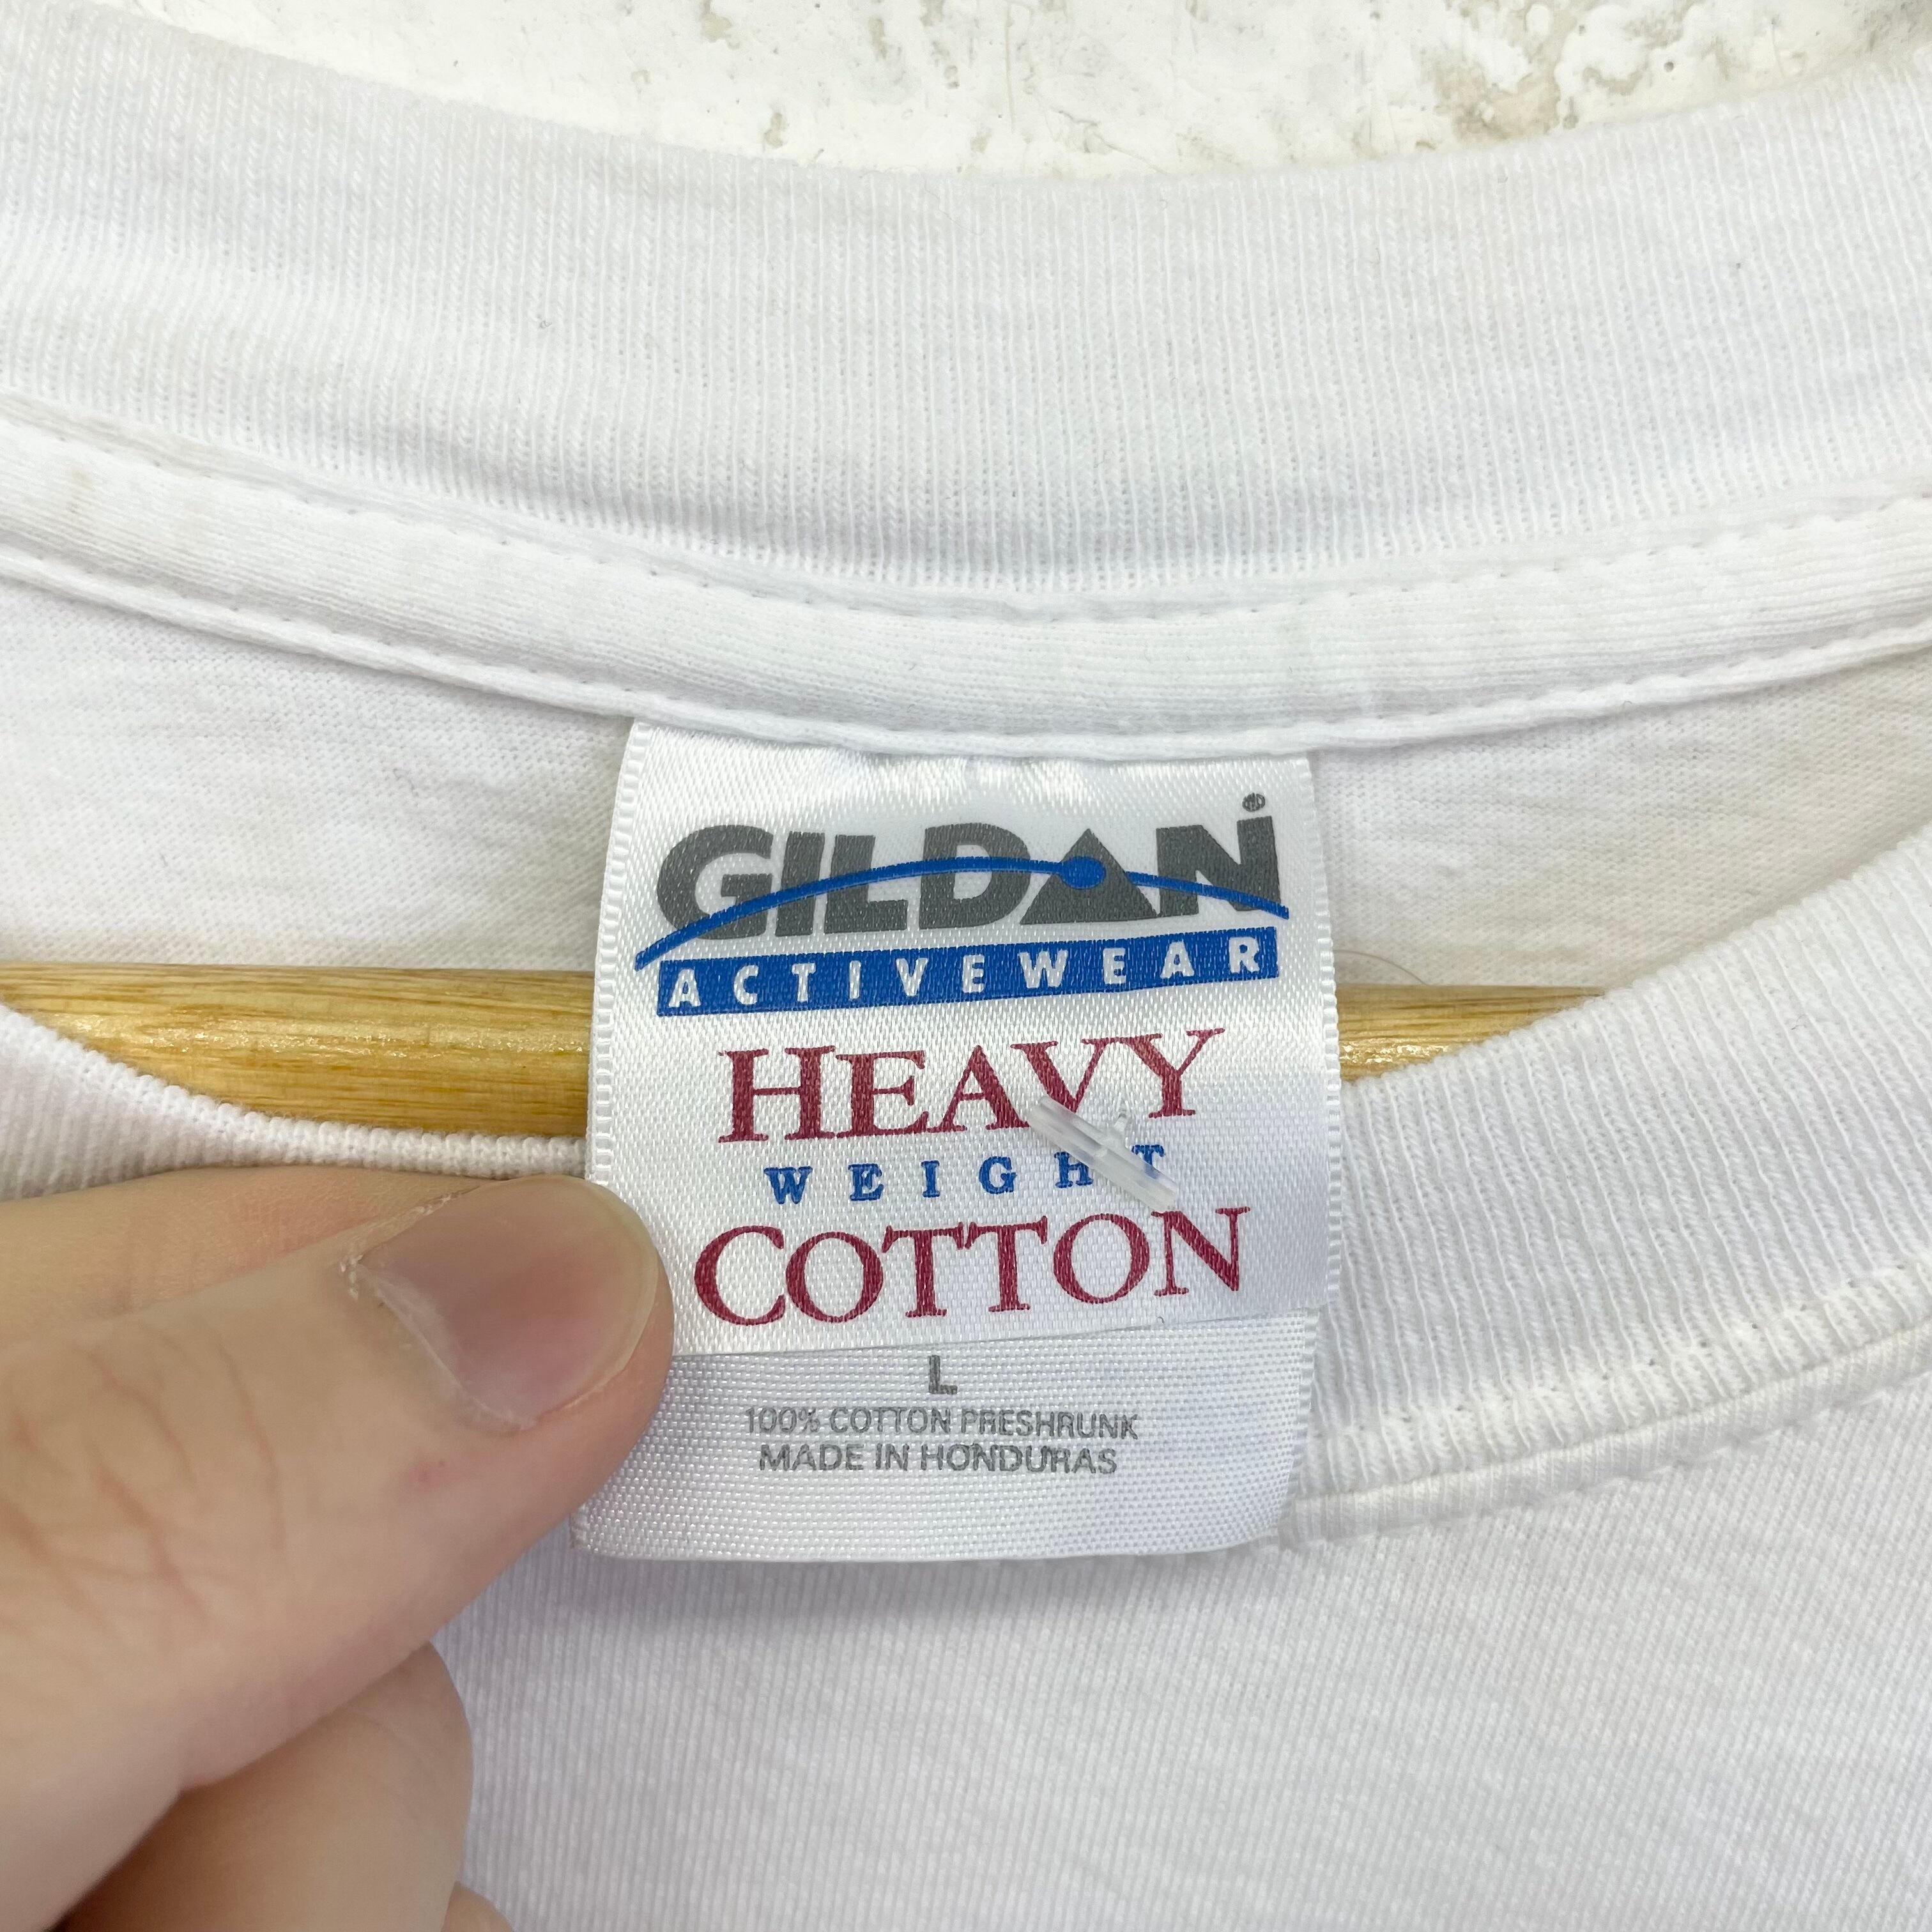 GILDAN
ACTIVEWEAR
HEAVY
WEIGHT
COTTON
L
100% COTTON PRESHRUNK
MADE IN HONDURAS